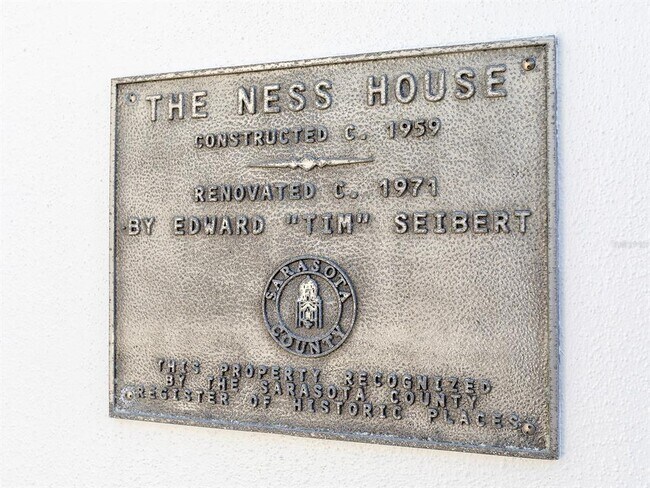 THE NESS HOUSE
CONSTRUCTED C. 1959
RENOVATED C. 1971
BY EDWARD "TIM" SEIBERT
SARASOTA
COUNTY
THIS PROPERTY RECOGNIZED
BY THE SARASOTA COUNTY
REGISTER OF HISTORIC PLACES